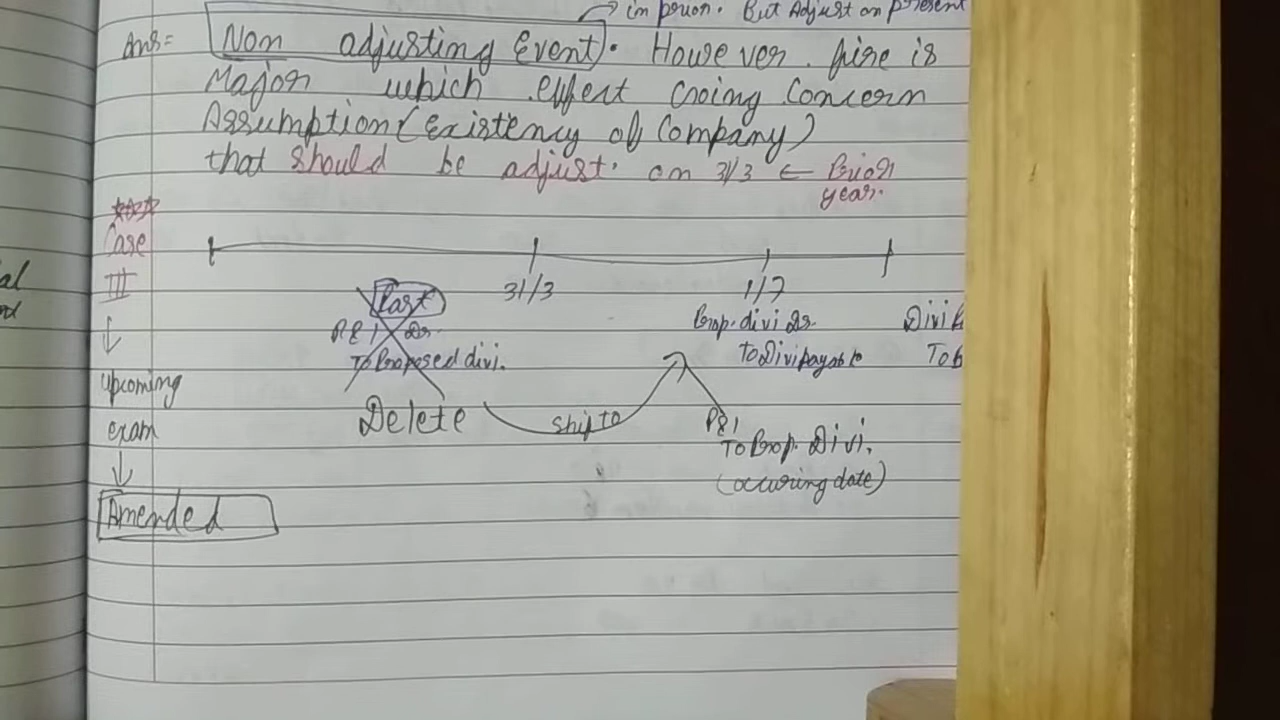 in prior. But Adjust on present
Ans= Non adjusting Event. However. fire is
Major which effect Going Concern
Assumption (Existency of Company)
that should be adjust. on 31/3 ← Prior
year.
Case
III
31/3
1/7
Past
P&l Dr.
To Proposed divi.
Prop. divi Dr.
To Divi payable
Divi
To
upcoming
exam
Delete
Ship to
P&l
To Prop. Divi.
(occuring date)
Amended